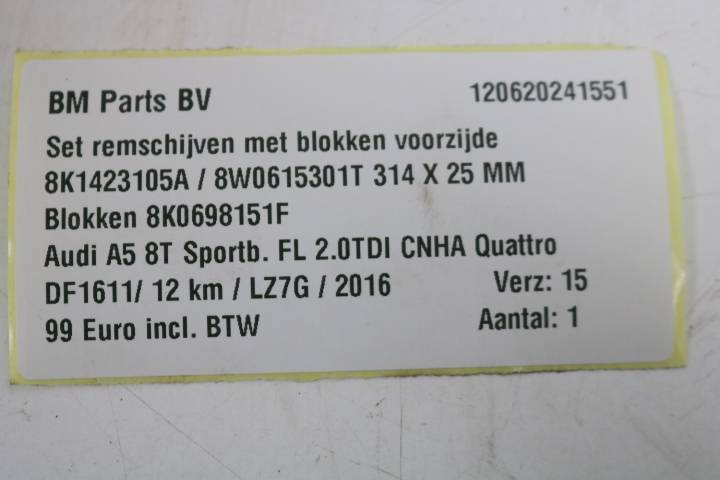 BM Parts BV 120620241551
Set remschijven met blokken voorzijde
8K1423105A / 8W0615301T 314 X 25 MM
Blokken 8K0698151F
Audi A5 8T Sportb. FL 2.0TDI CNHA Quattro
DF1611/ 12 km / LZ7G / 2016 Verz: 15
99 Euro incl. BTW Aantal: 1